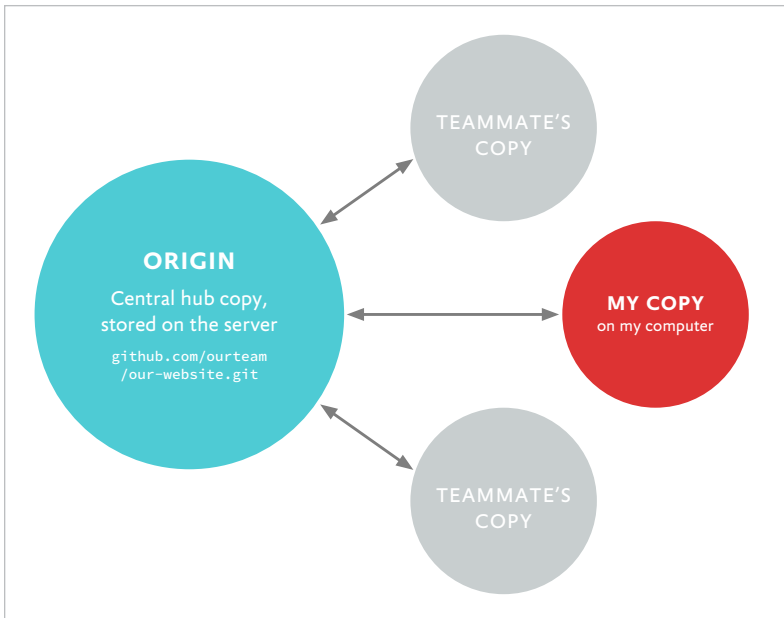 TEAMMATE’S
COPY
ORIGIN
Central hub copy,
stored on the server
github.com/ourteam
/our-website.git
MY COPY
on my computer
TEAMMATE’S
COPY